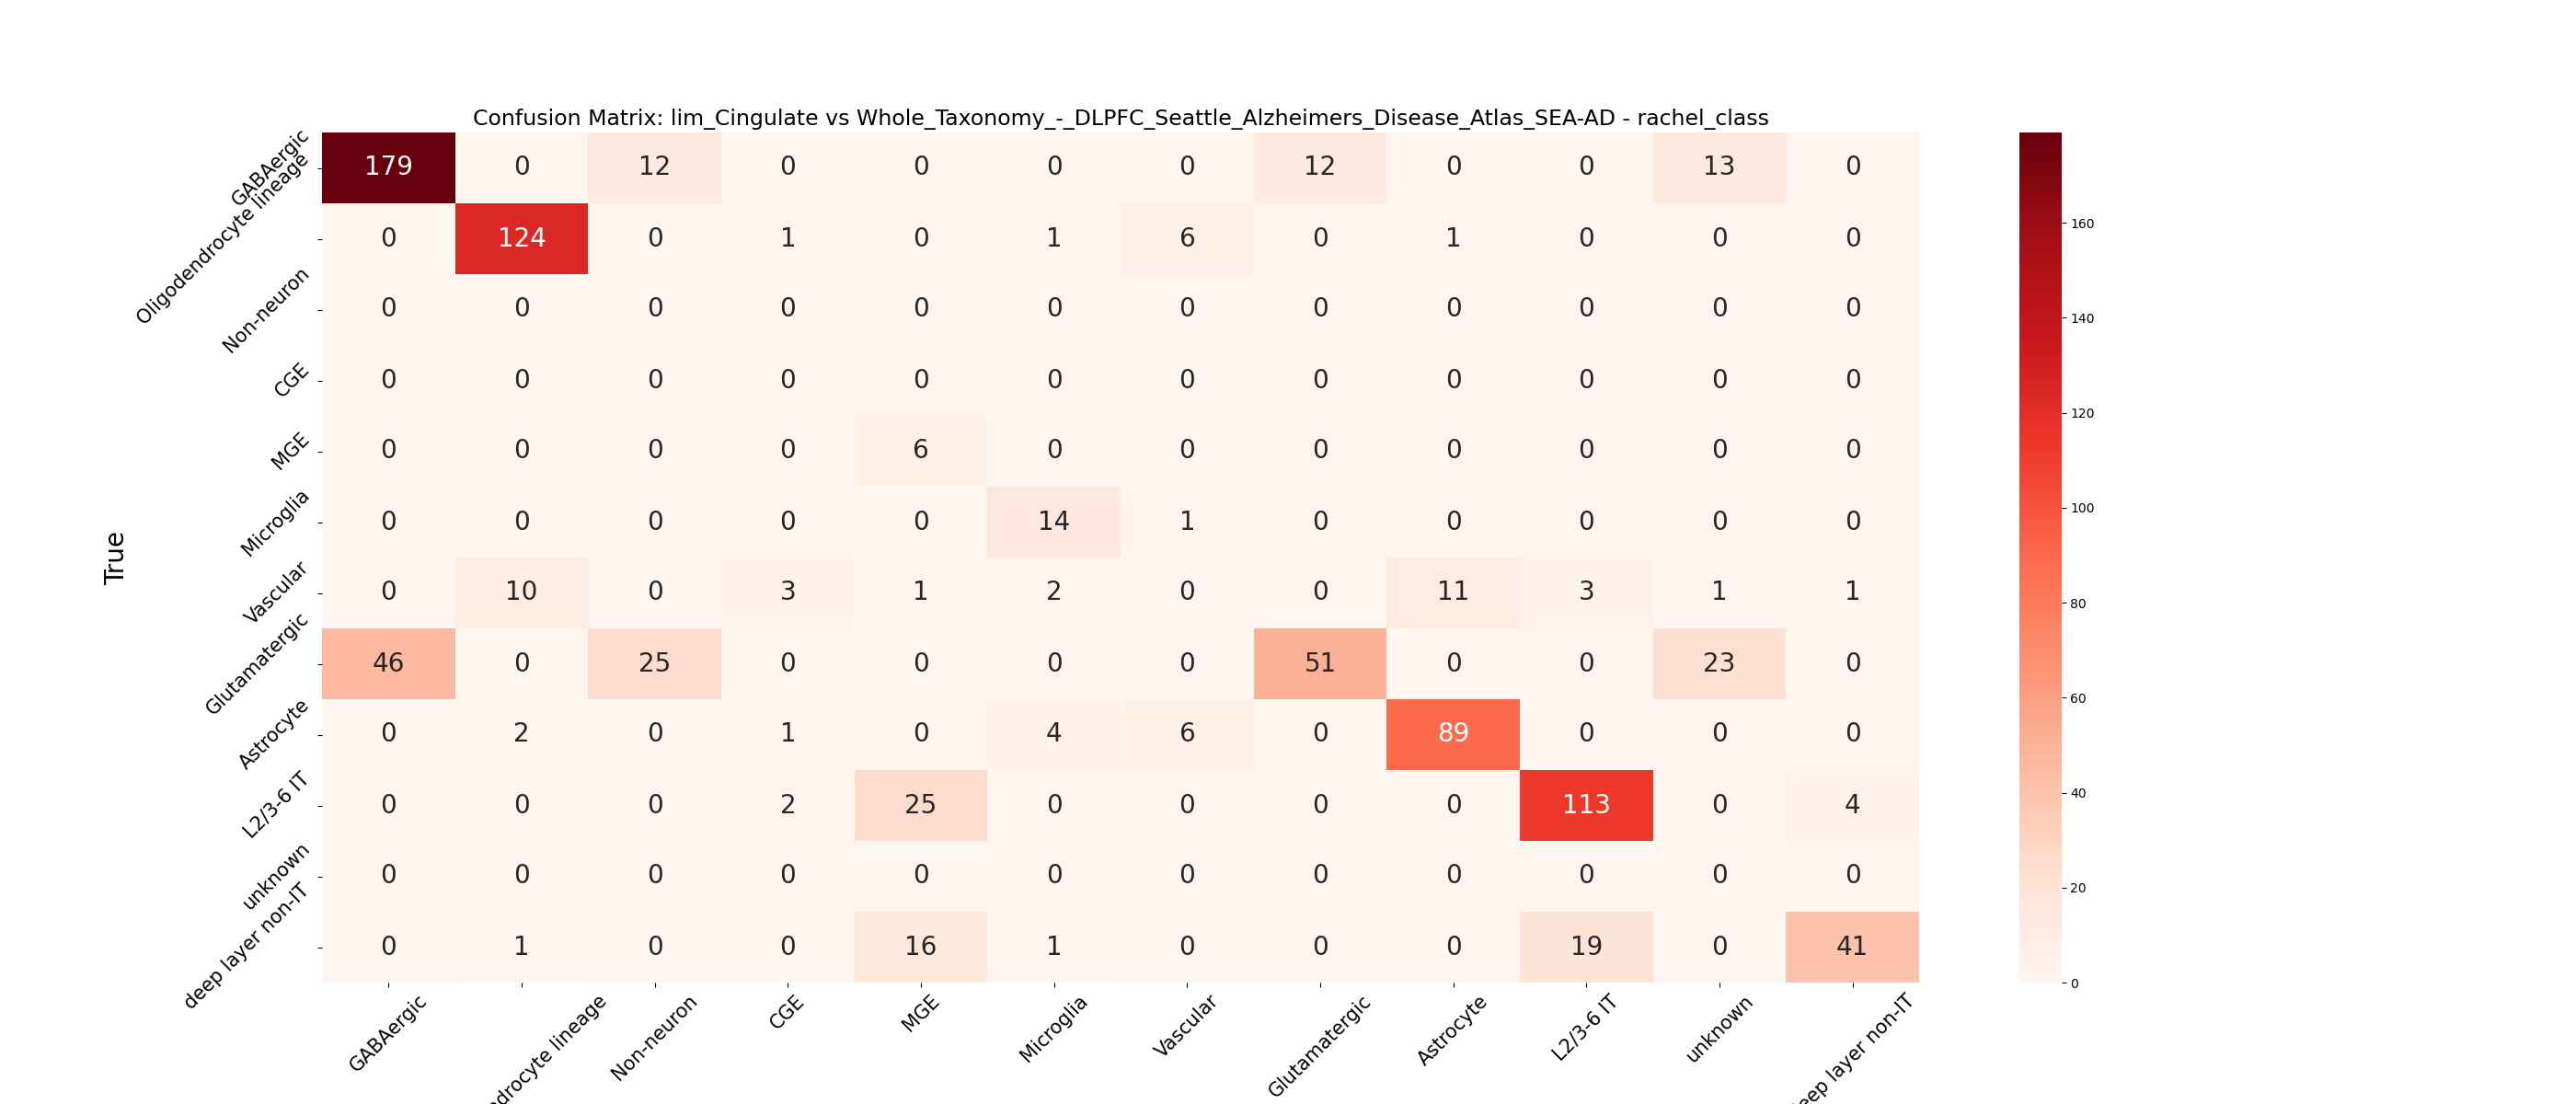 Confusion Matrix: lim_Cingulate vs Whole_Taxonomy_-_DLPFC_Seattle_Alzheimers_Disease_Atlas_SEA-AD - rachel_class
True
GABAergic 179 0 12 0 0 0 0 12 0 0 13 0
Oligodendrocyte lineage 0 124 0 1 0 1 6 0 1 0 0 0
Non-neuron 0 0 0 0 0 0 0 0 0 0 0 0
CGE 0 0 0 0 0 0 0 0 0 0 0 0
MGE 0 0 0 0 6 0 0 0 0 0 0 0
Microglia 0 0 0 0 0 14 1 0 0 0 0 0
Vascular 0 10 0 3 1 2 0 0 11 3 1 1
Glutamatergic 46 0 25 0 0 0 0 51 0 0 23 0
Astrocyte 0 2 0 1 0 4 6 0 89 0 0 0
L2/3-6 IT 0 0 0 2 25 0 0 0 0 113 0 4
unknown 0 0 0 0 0 0 0 0 0 0 0 0
deep layer non-IT 0 1 0 0 16 1 0 0 0 19 0 41
GABAergic ndrocyte lineage Non-neuron CGE MGE Microglia Vascular Glutamatergic Astrocyte L2/3-6 IT unknown eep layer non-IT
160
140
120
100
80
60
40
20
0